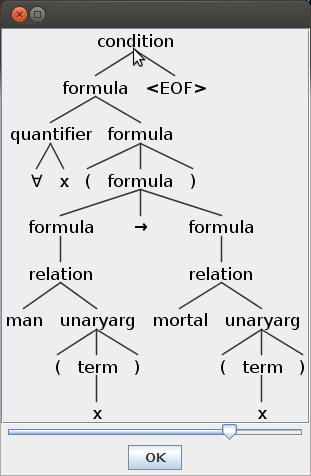 condition
formula <EOF>
quantifier formula
∀ x ( formula )
formula → formula
relation relation
man unaryarg mortal unaryarg
( term ) ( term )
x x
OK